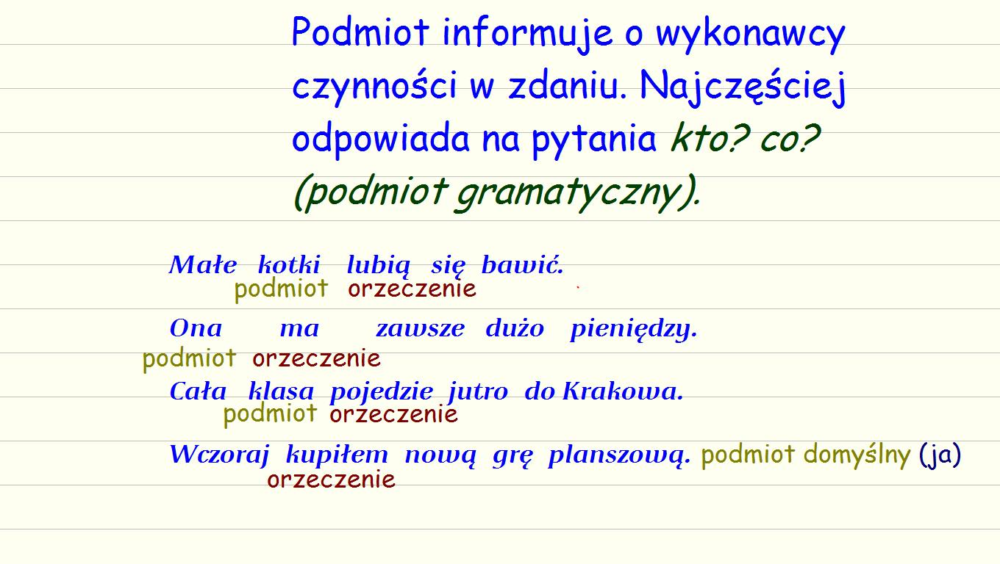 Podmiot informuje o wykonawcy
czynności w zdaniu. Najczęściej
odpowiada na pytania kto? co?
(podmiot gramatyczny).
Małe kotki lubią się bawić.
podmiot orzeczenie
Ona ma zawsze dużo pieniędzy.
podmiot orzeczenie
Cała klasa pojedzie jutro do Krakowa.
podmiot orzeczenie
Wczoraj kupiłem nową grę planszową. podmiot domyślny (ja)
orzeczenie